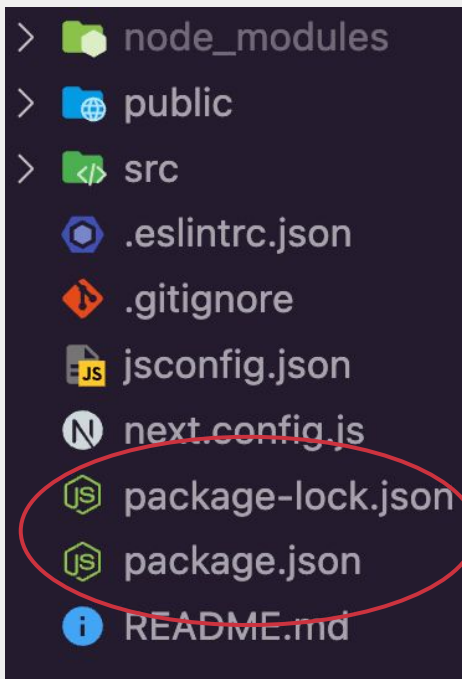 node_modules
public
src
.eslintrc.json
.gitignore
jsconfig.json
next.config.js
package-lock.json
package.json
README.md